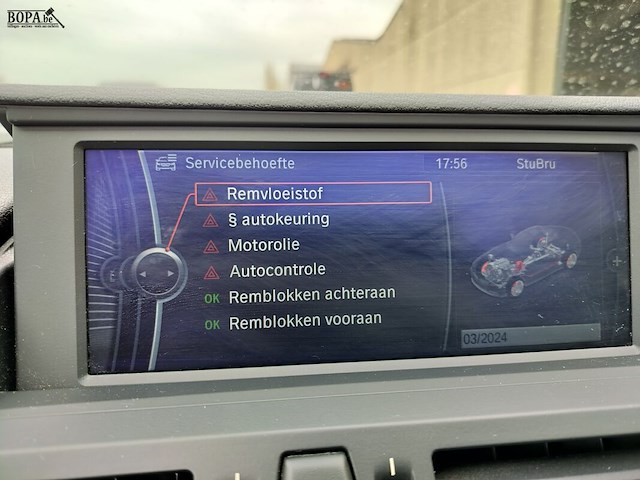 BOPA.be
Servicebehoefte 17:56 StuBru
Remvloeistof
§ autokeuring
Motorolie
Autocontrole
OK Remblokken achteraan
OK Remblokken vooraan
03/2024